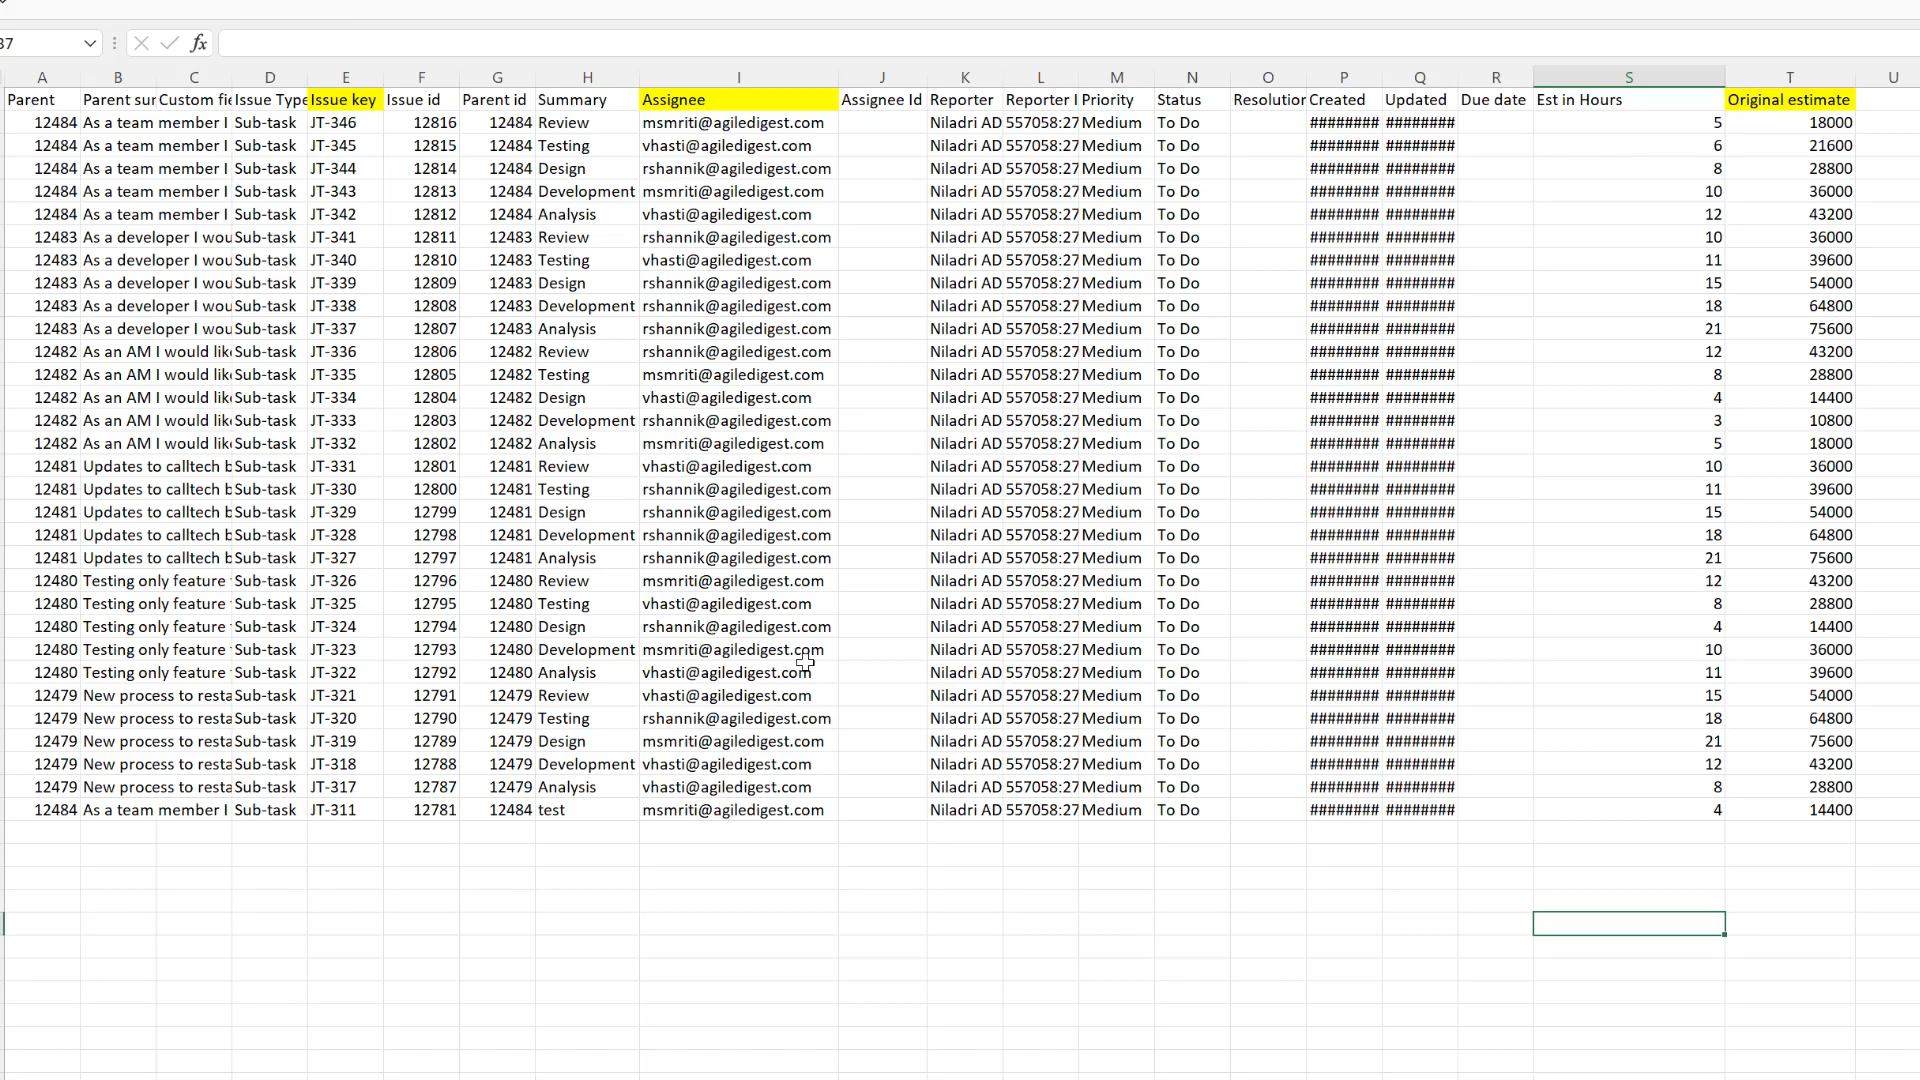 37 fx
A B C D E F G H I J K L M N O P Q R S T U
Parent Parent sur Custom fie Issue Type Issue key Issue id Parent id Summary Assignee Assignee Id Reporter Reporter I Priority Status Resolution Created Updated Due date Est in Hours Original estimate
12484 As a team member I Sub-task JT-346 12816 12484 Review msmriti@agiledigest.com Niladri AD 557058:27 Medium To Do ######## ######## 5 18000
12484 As a team member I Sub-task JT-345 12815 12484 Testing vhasti@agiledigest.com Niladri AD 557058:27 Medium To Do ######## ######## 6 21600
12484 As a team member I Sub-task JT-344 12814 12484 Design rshannik@agiledigest.com Niladri AD 557058:27 Medium To Do ######## ######## 8 28800
12484 As a team member I Sub-task JT-343 12813 12484 Development msmriti@agiledigest.com Niladri AD 557058:27 Medium To Do ######## ######## 10 36000
12484 As a team member I Sub-task JT-342 12812 12484 Analysis vhasti@agiledigest.com Niladri AD 557058:27 Medium To Do ######## ######## 12 43200
12483 As a developer I wou Sub-task JT-341 12811 12483 Review rshannik@agiledigest.com Niladri AD 557058:27 Medium To Do ######## ######## 10 36000
12483 As a developer I wou Sub-task JT-340 12810 12483 Testing vhasti@agiledigest.com Niladri AD 557058:27 Medium To Do ######## ######## 11 39600
12483 As a developer I wou Sub-task JT-339 12809 12483 Design rshannik@agiledigest.com Niladri AD 557058:27 Medium To Do ######## ######## 15 54000
12483 As a developer I wou Sub-task JT-338 12808 12483 Development rshannik@agiledigest.com Niladri AD 557058:27 Medium To Do ######## ######## 18 64800
12483 As a developer I wou Sub-task JT-337 12807 12483 Analysis rshannik@agiledigest.com Niladri AD 557058:27 Medium To Do ######## ######## 21 75600
12482 As an AM I would like Sub-task JT-336 12806 12482 Review rshannik@agiledigest.com Niladri AD 557058:27 Medium To Do ######## ######## 12 43200
12482 As an AM I would like Sub-task JT-335 12805 12482 Testing msmriti@agiledigest.com Niladri AD 557058:27 Medium To Do ######## ######## 8 28800
12482 As an AM I would like Sub-task JT-334 12804 12482 Design vhasti@agiledigest.com Niladri AD 557058:27 Medium To Do ######## ######## 4 14400
12482 As an AM I would like Sub-task JT-333 12803 12482 Development rshannik@agiledigest.com Niladri AD 557058:27 Medium To Do ######## ######## 3 10800
12482 As an AM I would like Sub-task JT-332 12802 12482 Analysis msmriti@agiledigest.com Niladri AD 557058:27 Medium To Do ######## ######## 5 18000
12481 Updates to calltech b Sub-task JT-331 12801 12481 Review vhasti@agiledigest.com Niladri AD 557058:27 Medium To Do ######## ######## 10 36000
12481 Updates to calltech b Sub-task JT-330 12800 12481 Testing rshannik@agiledigest.com Niladri AD 557058:27 Medium To Do ######## ######## 11 39600
12481 Updates to calltech b Sub-task JT-329 12799 12481 Design rshannik@agiledigest.com Niladri AD 557058:27 Medium To Do ######## ######## 15 54000
12481 Updates to calltech b Sub-task JT-328 12798 12481 Development rshannik@agiledigest.com Niladri AD 557058:27 Medium To Do ######## ######## 18 64800
12481 Updates to calltech b Sub-task JT-327 12797 12481 Analysis rshannik@agiledigest.com Niladri AD 557058:27 Medium To Do ######## ######## 21 75600
12480 Testing only feature Sub-task JT-326 12796 12480 Review msmriti@agiledigest.com Niladri AD 557058:27 Medium To Do ######## ######## 12 43200
12480 Testing only feature Sub-task JT-325 12795 12480 Testing vhasti@agiledigest.com Niladri AD 557058:27 Medium To Do ######## ######## 8 28800
12480 Testing only feature Sub-task JT-324 12794 12480 Design rshannik@agiledigest.com Niladri AD 557058:27 Medium To Do ######## ######## 4 14400
12480 Testing only feature Sub-task JT-323 12793 12480 Development msmriti@agiledigest.com Niladri AD 557058:27 Medium To Do ######## ######## 10 36000
12480 Testing only feature Sub-task JT-322 12792 12480 Analysis vhasti@agiledigest.com Niladri AD 557058:27 Medium To Do ######## ######## 11 39600
12479 New process to resta Sub-task JT-321 12791 12479 Review vhasti@agiledigest.com Niladri AD 557058:27 Medium To Do ######## ######## 15 54000
12479 New process to resta Sub-task JT-320 12790 12479 Testing rshannik@agiledigest.com Niladri AD 557058:27 Medium To Do ######## ######## 18 64800
12479 New process to resta Sub-task JT-319 12789 12479 Design msmriti@agiledigest.com Niladri AD 557058:27 Medium To Do ######## ######## 21 75600
12479 New process to resta Sub-task JT-318 12788 12479 Development vhasti@agiledigest.com Niladri AD 557058:27 Medium To Do ######## ######## 12 43200
12479 New process to resta Sub-task JT-317 12787 12479 Analysis vhasti@agiledigest.com Niladri AD 557058:27 Medium To Do ######## ######## 8 28800
12484 As a team member I Sub-task JT-311 12781 12484 test msmriti@agiledigest.com Niladri AD 557058:27 Medium To Do ######## ######## 4 14400